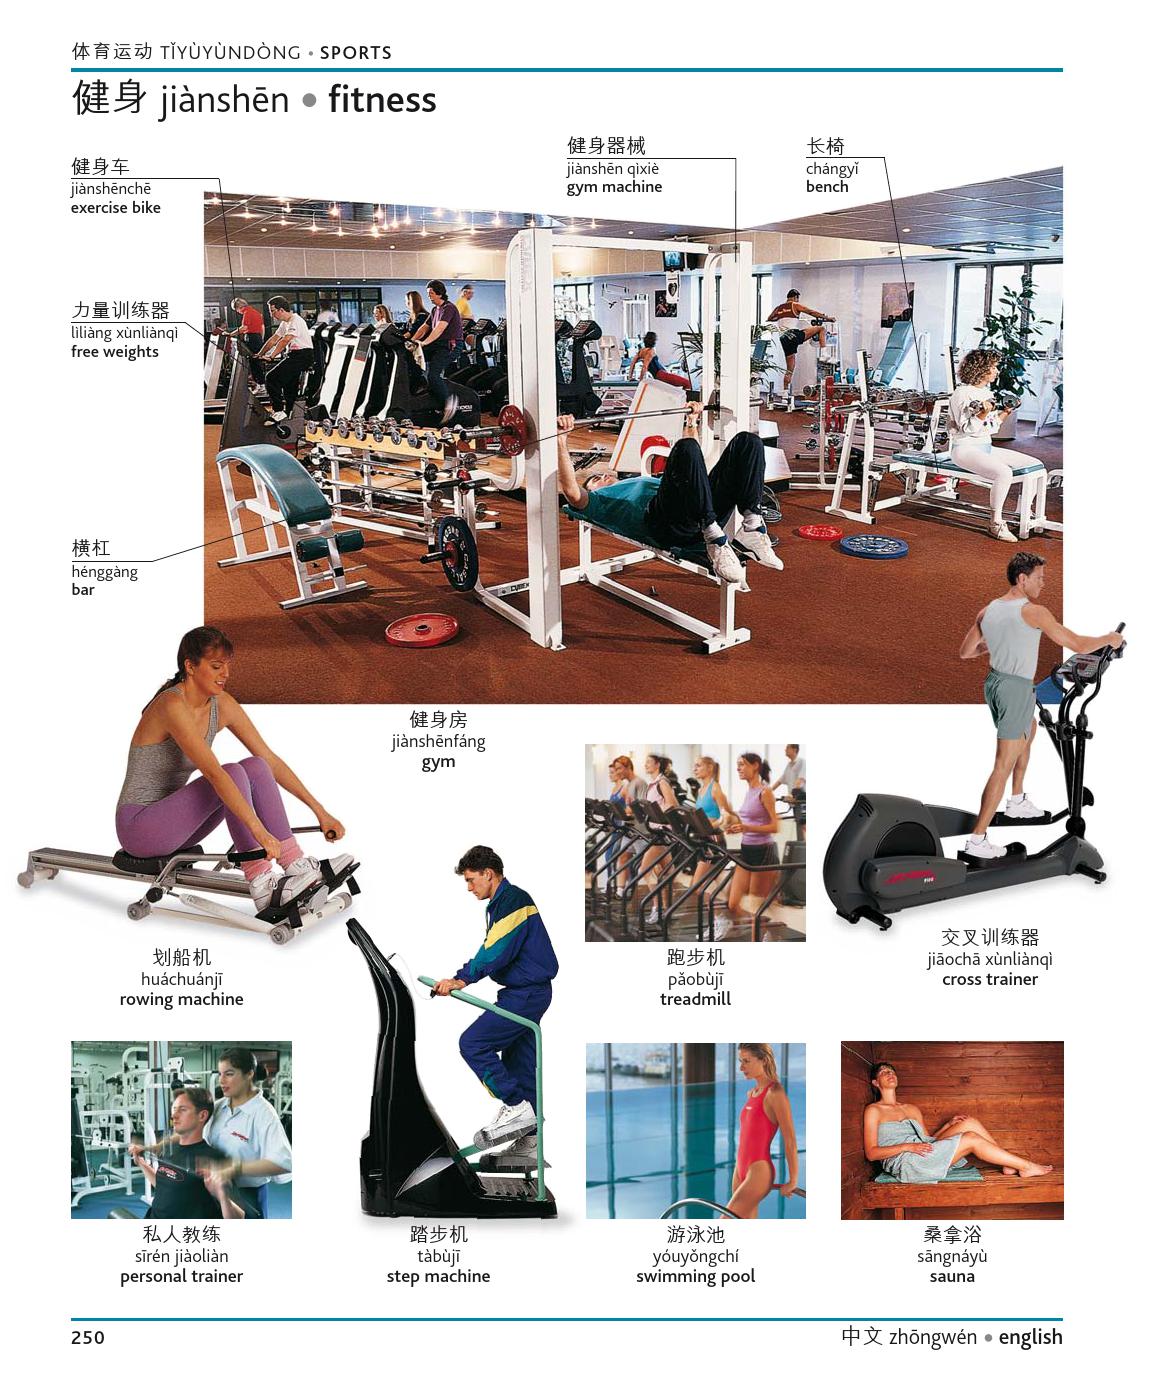 体育运动 TǏYÙYÙNDÒNG • SPORTS
健身 jiànshēn • fitness
健身车
jiànshēnchē
exercise bike
健身器械
jiànshēn qìxiè
gym machine
长椅
chángyǐ
bench
力量训练器
lìliàng xùnliànqì
free weights
横杠
hénggàng
bar
健身房
jiànshēnfáng
gym
划船机
huáchuánjī
rowing machine
跑步机
pǎobùjī
treadmill
交叉训练器
jiāochā xùnliànqì
cross trainer
私人教练
sīrén jiàoliàn
personal trainer
踏步机
tàbùjī
step machine
游泳池
yóuyǒngchí
swimming pool
桑拿浴
sāngnáyù
sauna
250
中文 zhōngwén • english